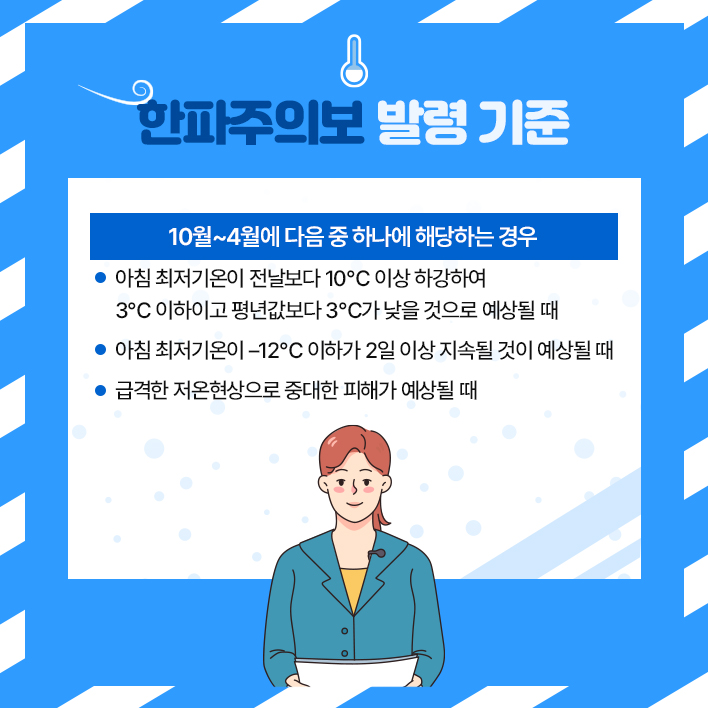 한파주의보 발령 기준
10월~4월에 다음 중 하나에 해당하는 경우
● 아침 최저기온이 전날보다 10°C 이상 하강하여
3°C 이하이고 평년값보다 3°C가 낮을 것으로 예상될 때
● 아침 최저기온이 –12°C 이하가 2일 이상 지속될 것이 예상될 때
● 급격한 저온현상으로 중대한 피해가 예상될 때